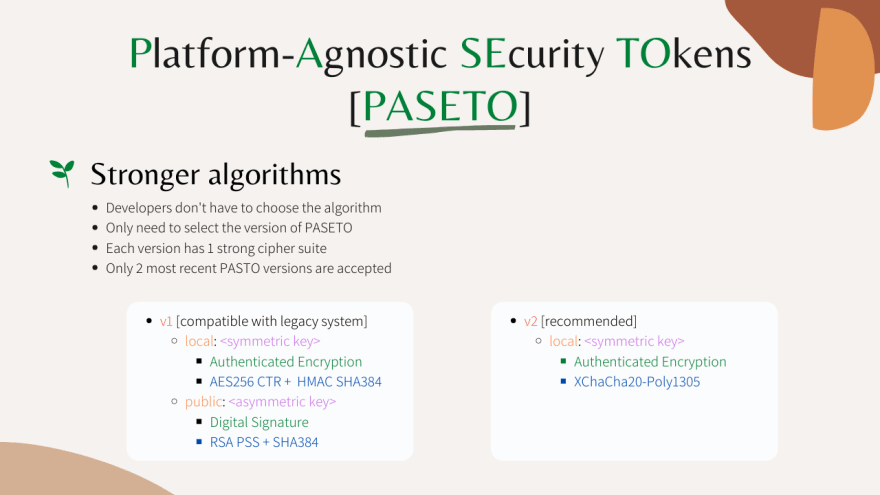 Platform-Agnostic SEcurity TOkens
[PASETO]
Stronger algorithms
Developers don't have to choose the algorithm
Only need to select the version of PASETO
Each version has 1 strong cipher suite
Only 2 most recent PASTO versions are accepted
v1 [compatible with legacy system]
local: <symmetric key>
Authenticated Encryption
AES256 CTR + HMAC SHA384
public: <asymmetric key>
Digital Signature
RSA PSS + SHA384
v2 [recommended]
local: <symmetric key>
Authenticated Encryption
XChaCha20-Poly1305